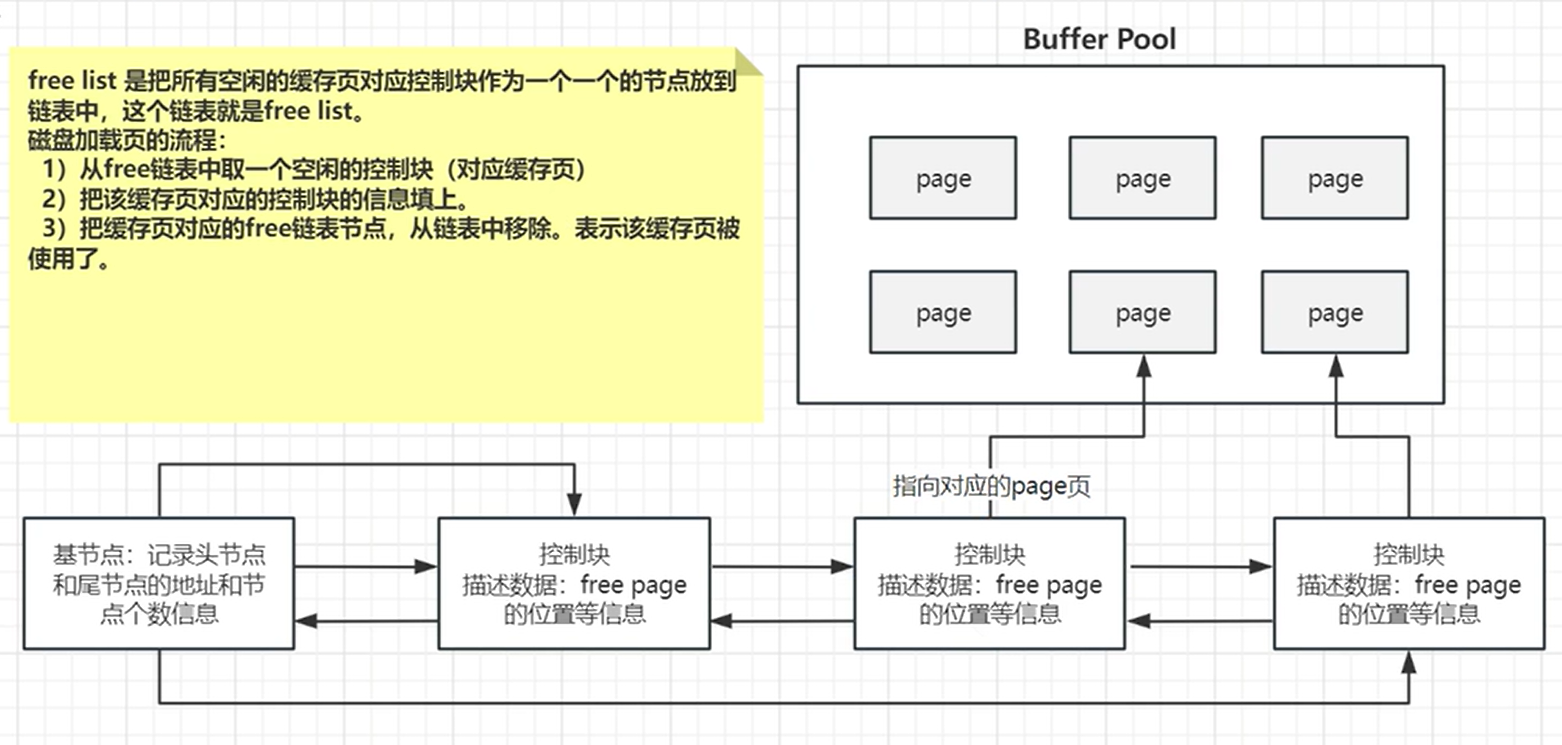 free list 是把所有空闲的缓存页对应控制块作为一个一个的节点放到
链表中，这个链表就是free list。
磁盘加载页的流程：
1）从free链表中取一个空闲的控制块（对应缓存页）
2）把该缓存页对应的控制块的信息填上。
3）把缓存页对应的free链表节点，从链表中移除。表示该缓存页被
使用了。
Buffer Pool
page
page
page
page
page
page
指向对应的page页
基节点：记录头节点
和尾节点的地址和节
点个数信息
控制块
描述数据：free page
的位置等信息
控制块
描述数据：free page
的位置等信息
控制块
描述数据：free page
的位置等信息